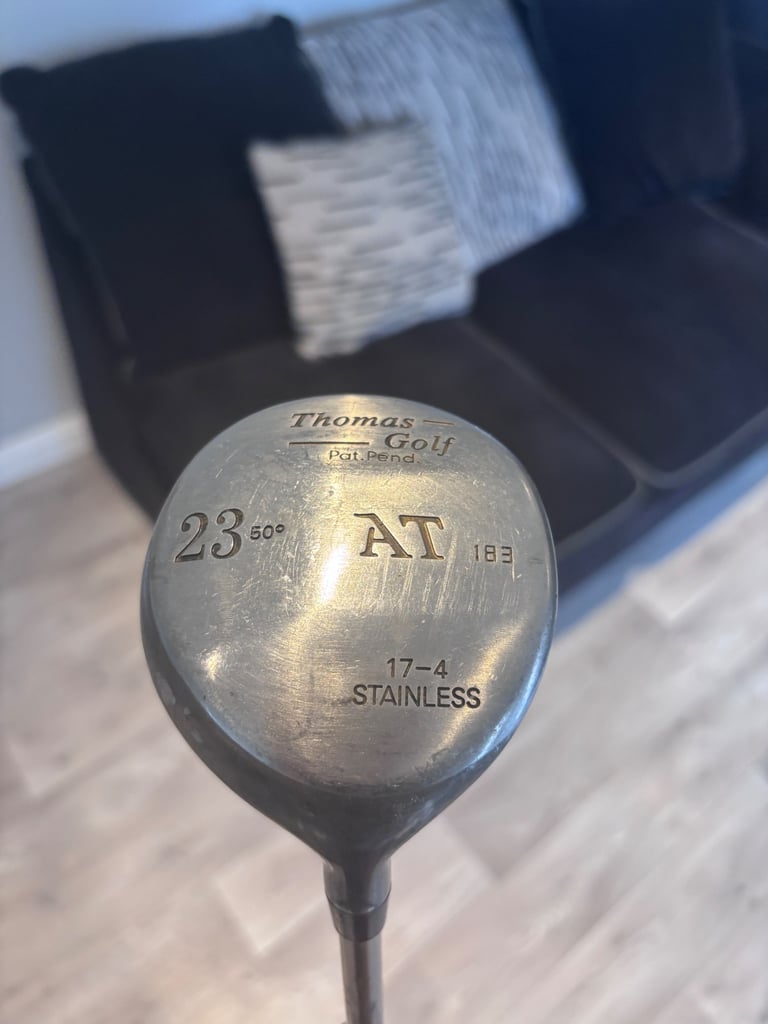 Thomas
Golf
Pat.Pend.
23 50° AT 183
17-4
STAINLESS